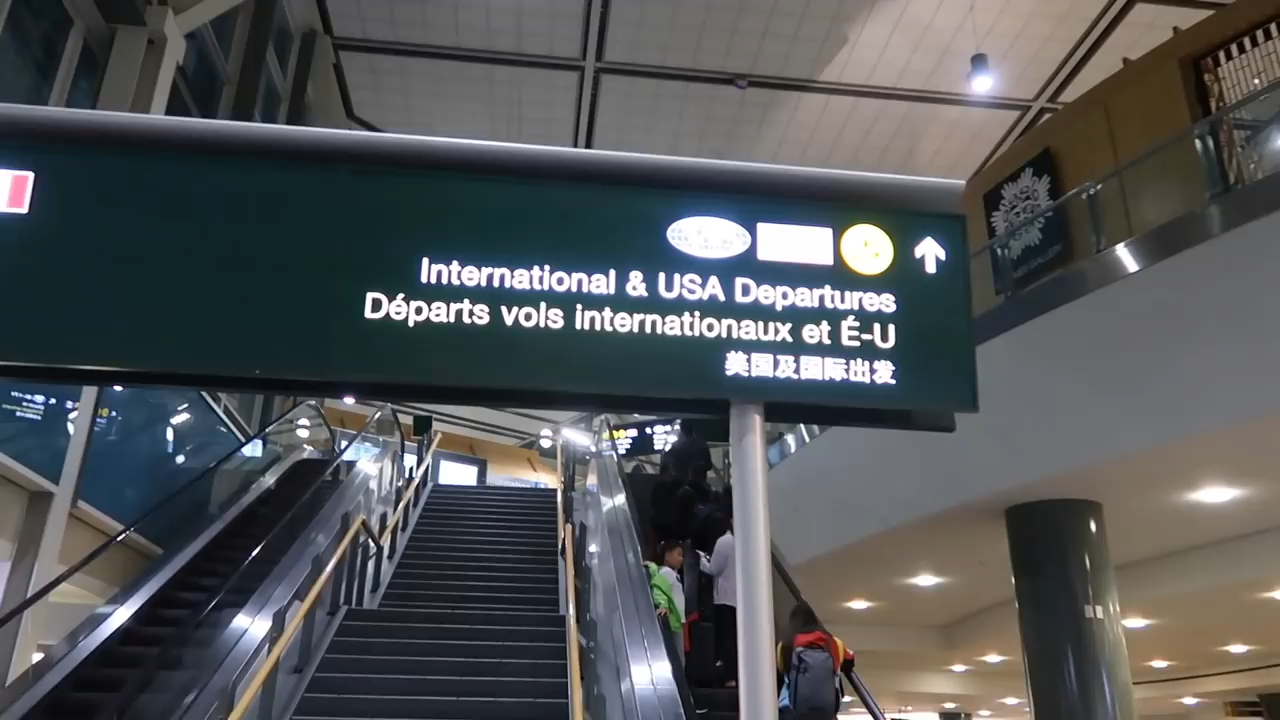 International & USA Departures
Départs vols internationaux et É-U
美国及国际出发